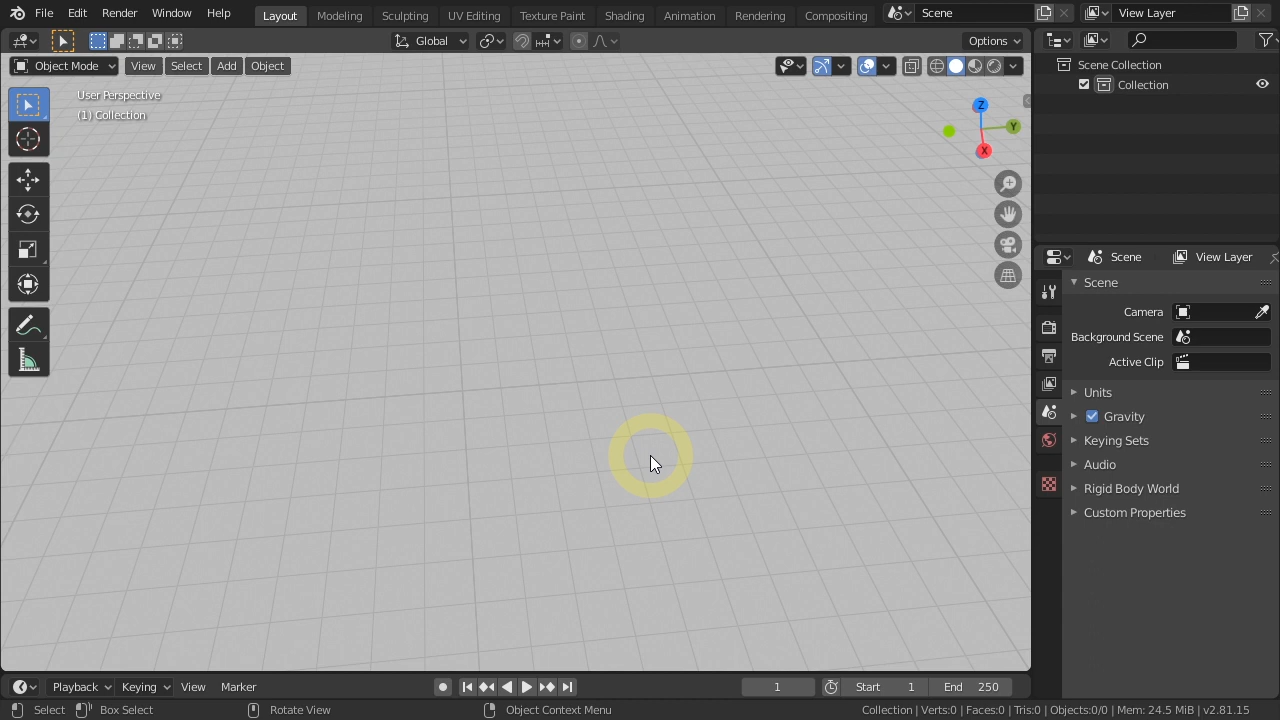 File Edit Render Window Help Layout Modeling Sculpting UV Editing Texture Paint Shading Animation Rendering Compositing Scene View Layer
Global Options
Object Mode View Select Add Object
Scene Collection
Collection
User Perspective
(1) Collection
Z
Y
X
Scene View Layer
Scene
Camera
Background Scene
Active Clip
Units
Gravity
Keying Sets
Audio
Rigid Body World
Custom Properties
Playback Keying View Marker 1 Start 1 End 250
Select Box Select Rotate View Object Context Menu Collection | Verts:0 | Faces:0 | Tris:0 | Objects:0/0 | Mem: 24.5 MiB | v2.81.15